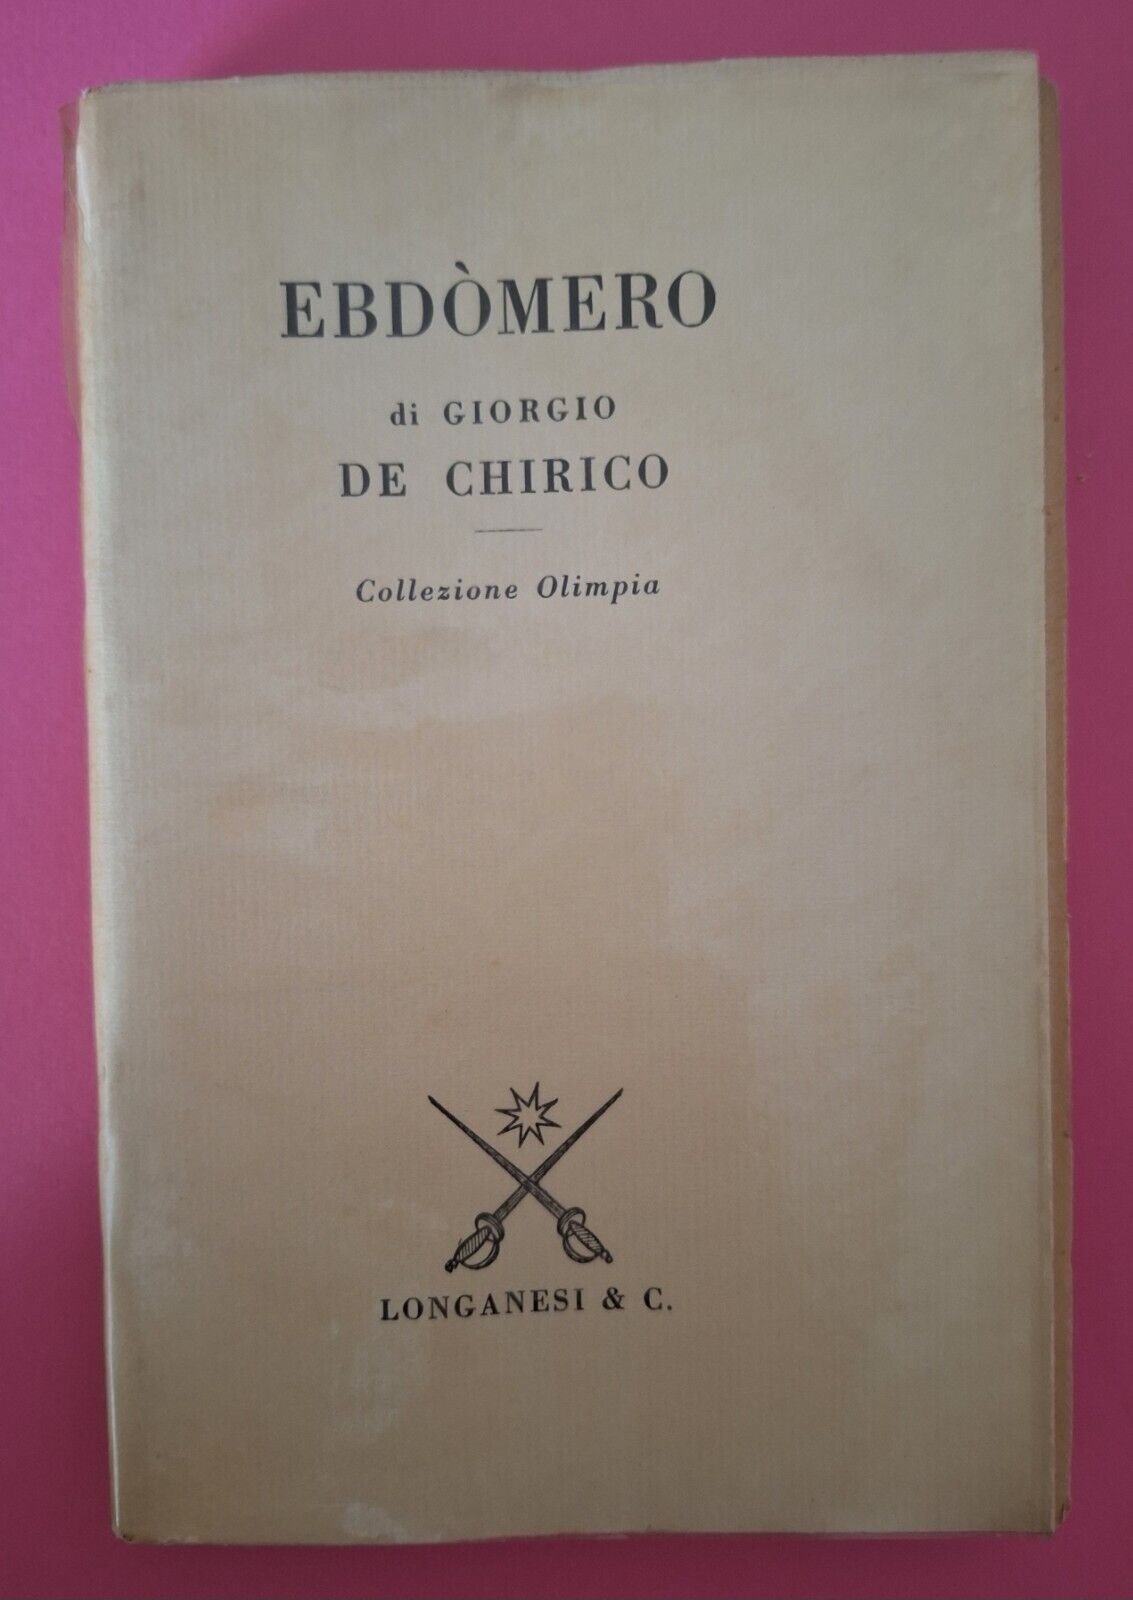 EBDÒMERO
di GIORGIO
DE CHIRICO
Collezione Olimpia
LONGANESI & C.